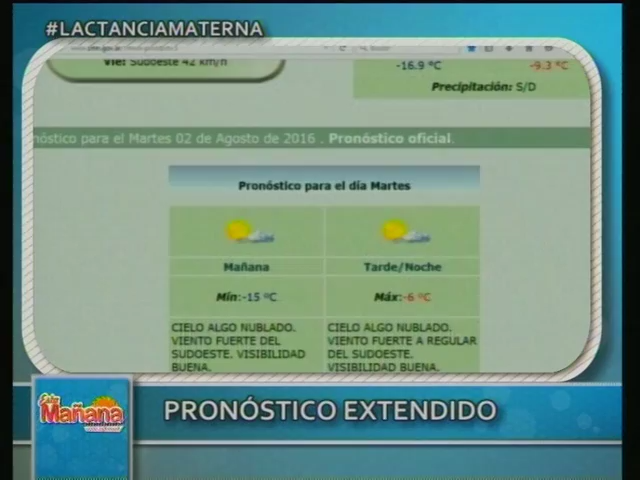 #LACTANCIAMATERNA
Vie: Sudoeste 42 km/h
-16.9 ºC
-9.3 ºC
Precipitación: S/D
nóstico para el Martes 02 de Agosto de 2016 . Pronóstico oficial.
Pronóstico para el día Martes
Mañana
Tarde/Noche
Mín:-15 ºC
Máx:-6 ºC
CIELO ALGO NUBLADO.
VIENTO FUERTE DEL
SUDOESTE. VISIBILIDAD
BUENA.
CIELO ALGO NUBLADO.
VIENTO FUERTE A REGULAR
DEL SUDOESTE.
VISIBILIDAD BUENA.
Esta
Mañana
PRONÓSTICO EXTENDIDO